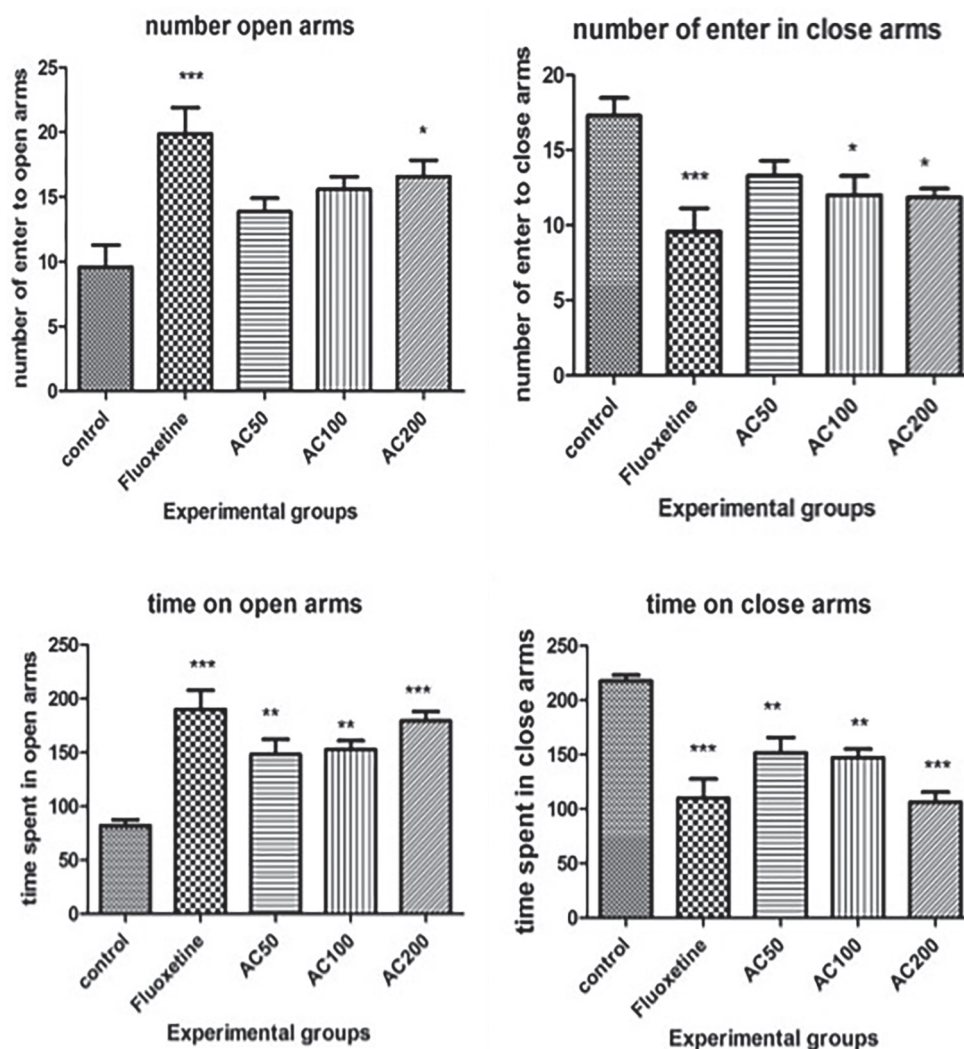 number open arms
number of enter to open arms
25
20
15
10
5
0
***
*
control
Fluoxetine
AC50
AC100
AC200
Experimental groups
number of enter in close arms
number of enter to close arms
20
15
10
5
0
***
*
*
control
Fluoxetine
AC50
AC100
AC200
Experimental groups
time on open arms
time spent in open arms
250
200
150
100
50
0
***
**
**
***
control
Fluoxetine
AC50
AC100
AC200
Experimental groups
time on close arms
time spent in close arms
250
200
150
100
50
0
***
**
**
***
control
Fluoxetine
AC50
AC100
AC200
Experimental groups